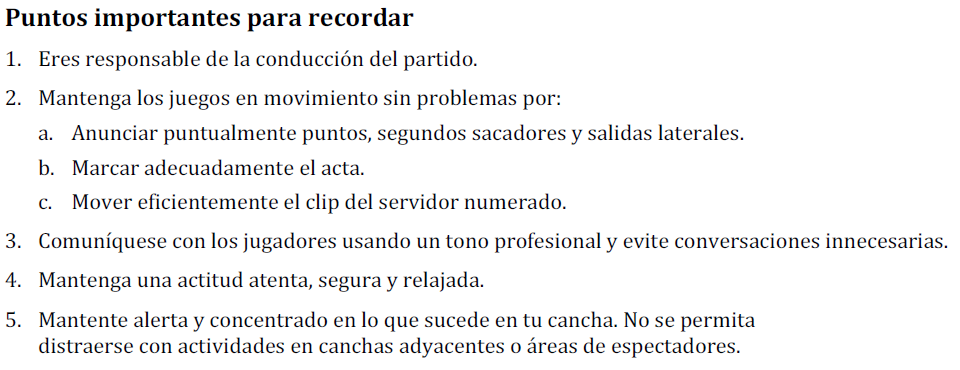 Puntos importantes para recordar
1. Eres responsable de la conducción del partido.
2. Mantenga los juegos en movimiento sin problemas por:
a. Anunciar puntualmente puntos, segundos sacadores y salidas laterales.
b. Marcar adecuadamente el acta.
c. Mover eficientemente el clip del servidor numerado.
3. Comuníquese con los jugadores usando un tono profesional y evite conversaciones innecesarias.
4. Mantenga una actitud atenta, segura y relajada.
5. Mantente alerta y concentrado en lo que sucede en tu cancha. No se permita
distraerse con actividades en canchas adyacentes o áreas de espectadores.